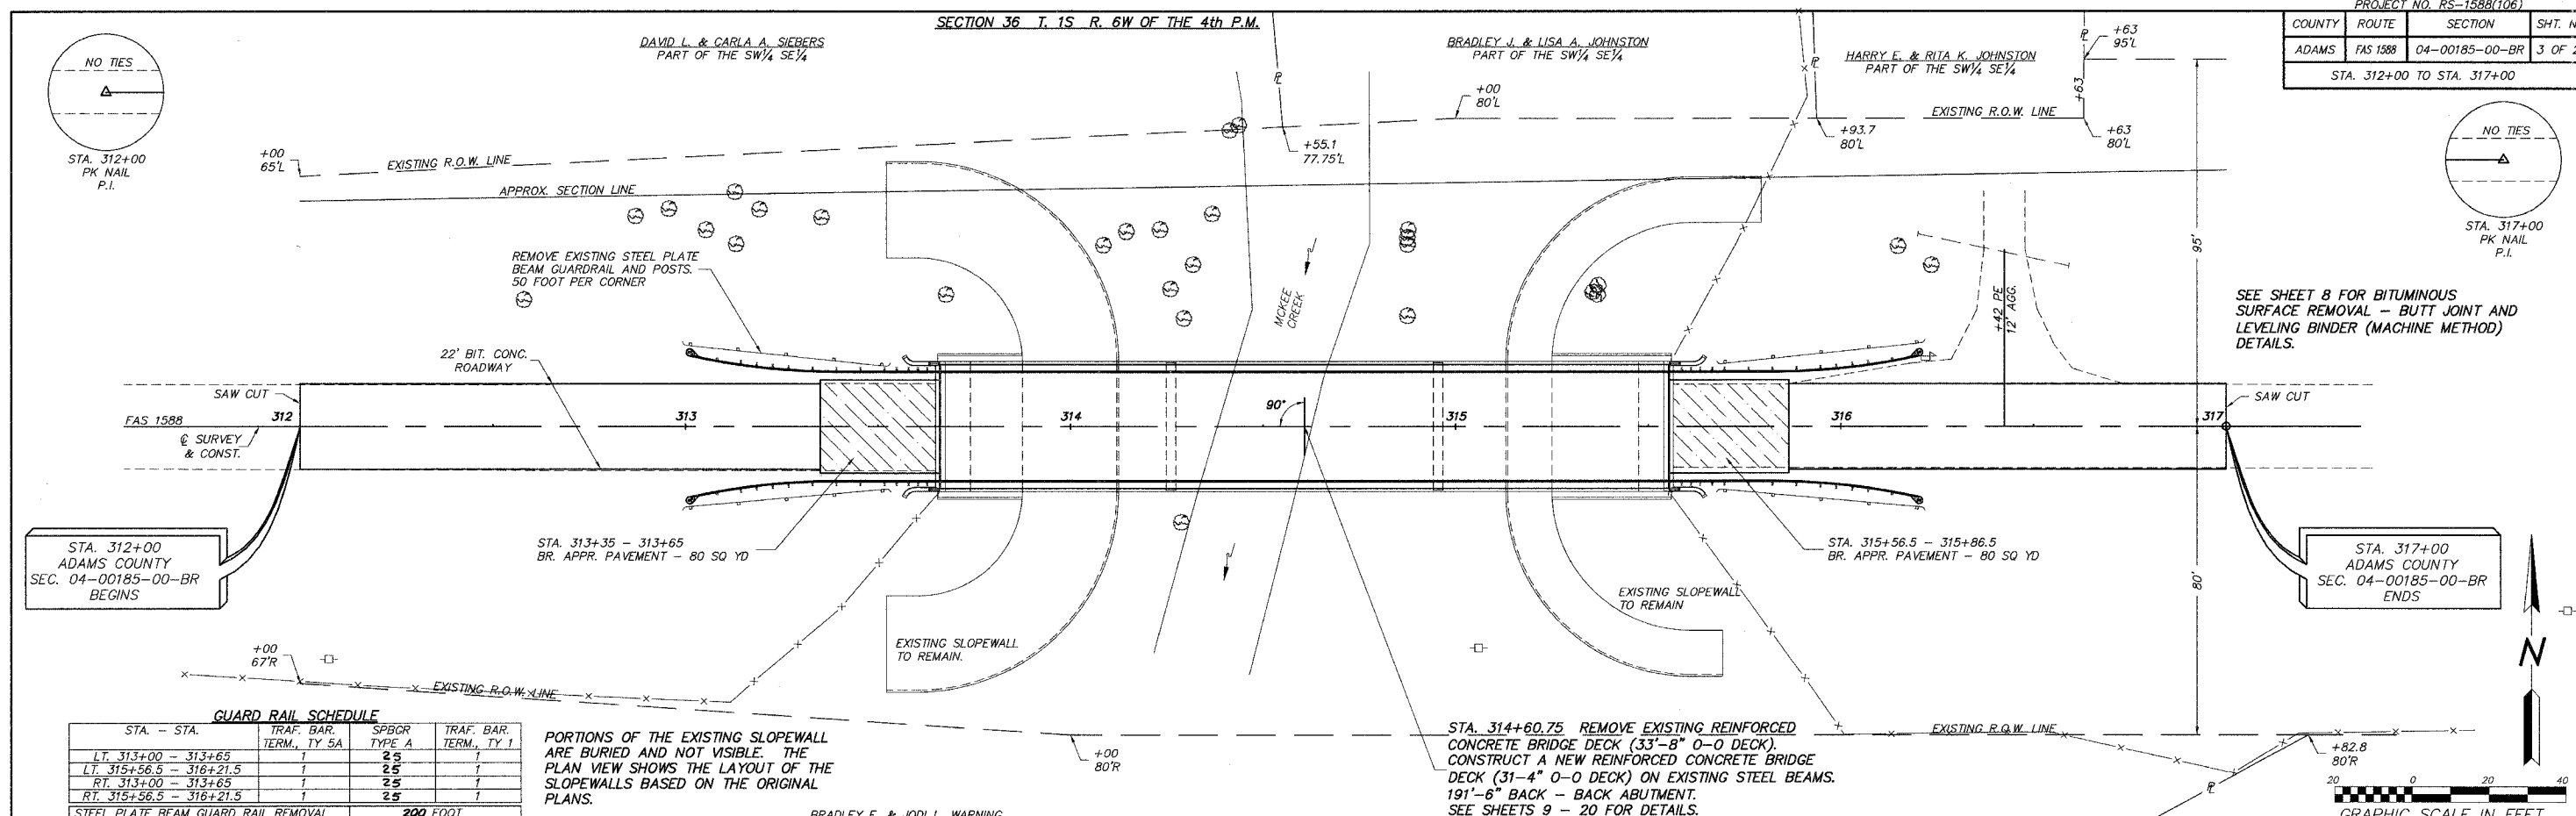 PROJECT NO. RS-1588(106)
COUNTY ROUTE SECTION SHT. N
ADAMS FAS 1588 04-00185-00-BR 3 OF 2
STA. 312+00 TO STA. 317+00
SECTION 36 T. 1S R. 6W OF THE 4th P.M.
DAVID L. & CARLA A. SIEBERS
PART OF THE SW¼ SE¼
BRADLEY J. & LISA A. JOHNSTON
PART OF THE SW¼ SE¼
HARRY E. & RITA K. JOHNSTON
PART OF THE SW¼ SE¼
NO TIES
STA. 312+00
PK NAIL
P.I.
+00
65'L
EXISTING R.O.W. LINE
APPROX. SECTION LINE
+55.1
77.75'L
+00
80'L
+93.7
80'L
EXISTING R.O.W. LINE
+63
+63
95'L
+63
80'L
NO TIES
STA. 317+00
PK NAIL
P.I.
REMOVE EXISTING STEEL PLATE
BEAM GUARDRAIL AND POSTS.
50 FOOT PER CORNER
22' BIT. CONC.
ROADWAY
MCKEE
CREEK
+42 PE
12' AGG.
95'
SEE SHEET 8 FOR BITUMINOUS
SURFACE REMOVAL - BUTT JOINT AND
LEVELING BINDER (MACHINE METHOD)
DETAILS.
SAW CUT
FAS 1588
312
313
314
90°
315
316
317
SAW CUT
℄ SURVEY
& CONST.
STA. 312+00
ADAMS COUNTY
SEC. 04-00185-00-BR
BEGINS
STA. 313+35 - 313+65
BR. APPR. PAVEMENT - 80 SQ YD
STA. 315+56.5 - 315+86.5
BR. APPR. PAVEMENT - 80 SQ YD
80'
STA. 317+00
ADAMS COUNTY
SEC. 04-00185-00-BR
ENDS
EXISTING SLOPEWALL
TO REMAIN.
EXISTING SLOPEWALL
TO REMAIN
N
+00
67'R
EXISTING R.O.W. LINE
+00
80'R
EXISTING R.O.W. LINE
+82.8
80'R
GUARD RAIL SCHEDULE
STA. - STA. TRAF. BAR. TERM., TY 5A SPBGR TYPE A TRAF. BAR. TERM., TY 1
LT. 313+00 - 313+65 1 25 1
LT. 315+56.5 - 316+21.5 1 25 1
RT. 313+00 - 313+65 1 25 1
RT. 315+56.5 - 316+21.5 1 25 1
STEEL PLATE BEAM GUARD RAIL REMOVAL 200 FOOT
PORTIONS OF THE EXISTING SLOPEWALL
ARE BURIED AND NOT VISIBLE. THE
PLAN VIEW SHOWS THE LAYOUT OF THE
SLOPEWALLS BASED ON THE ORIGINAL
PLANS.
BRADLEY E. & JODI L. WARNING
STA. 314+60.75 REMOVE EXISTING REINFORCED
CONCRETE BRIDGE DECK (33'-8" O-O DECK).
CONSTRUCT A NEW REINFORCED CONCRETE BRIDGE
DECK (31-4" O-O DECK) ON EXISTING STEEL BEAMS.
191'-6" BACK - BACK ABUTMENT.
SEE SHEETS 9 - 20 FOR DETAILS.
20 0 20 40
GRAPHIC SCALE IN FEET